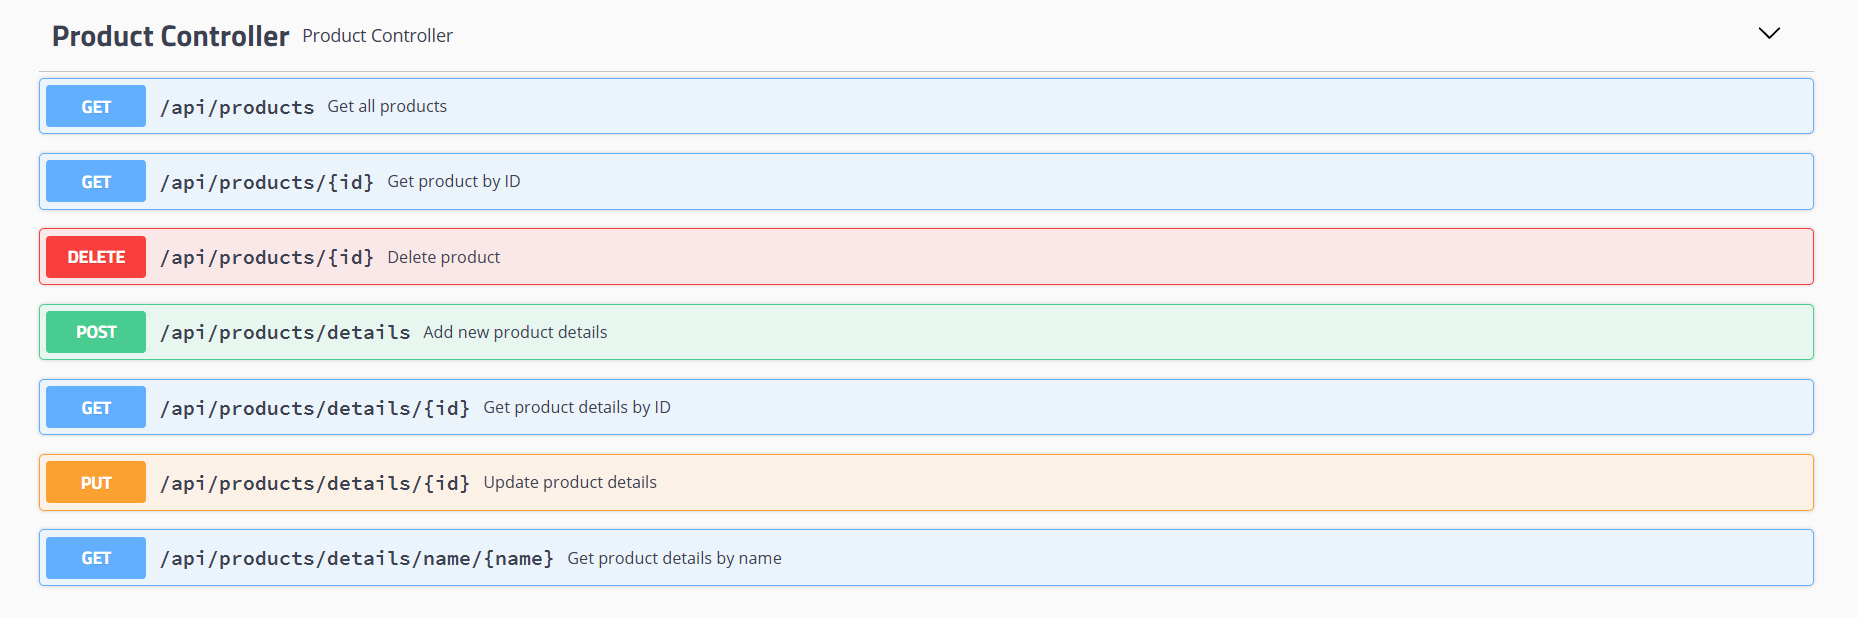 Product Controller Product Controller
GET /api/products Get all products
GET /api/products/{id} Get product by ID
DELETE /api/products/{id} Delete product
POST /api/products/details Add new product details
GET /api/products/details/{id} Get product details by ID
PUT /api/products/details/{id} Update product details
GET /api/products/details/name/{name} Get product details by name